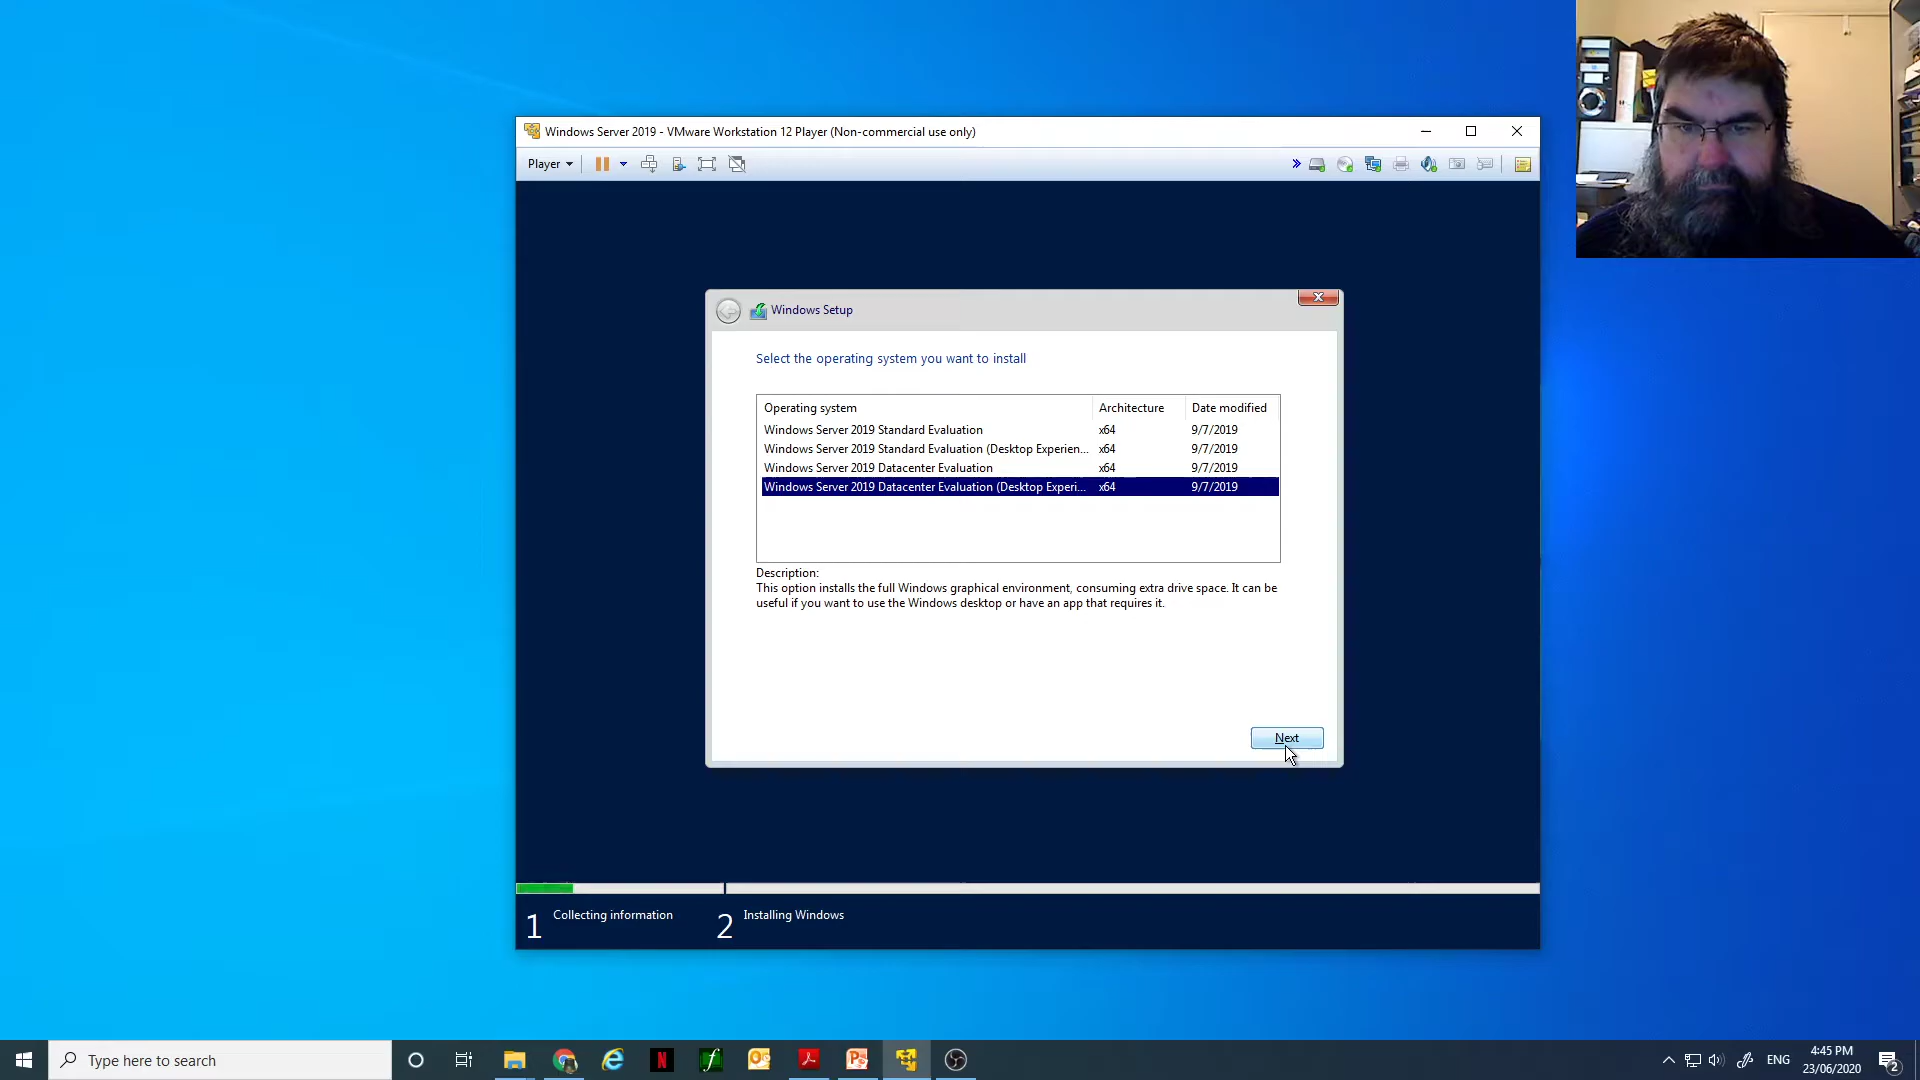 Windows Server 2019 - VMware Workstation 12 Player (Non-commercial use only)
Player
Windows Setup
Select the operating system you want to install
Operating system Architecture Date modified
Windows Server 2019 Standard Evaluation x64 9/7/2019
Windows Server 2019 Standard Evaluation (Desktop Experien... x64 9/7/2019
Windows Server 2019 Datacenter Evaluation x64 9/7/2019
Windows Server 2019 Datacenter Evaluation (Desktop Experi... x64 9/7/2019
Description:
This option installs the full Windows graphical environment, consuming extra drive space. It can be
useful if you want to use the Windows desktop or have an app that requires it.
Next
1 Collecting information 2 Installing Windows
Type here to search
ENG
4:45 PM
23/06/2020
2